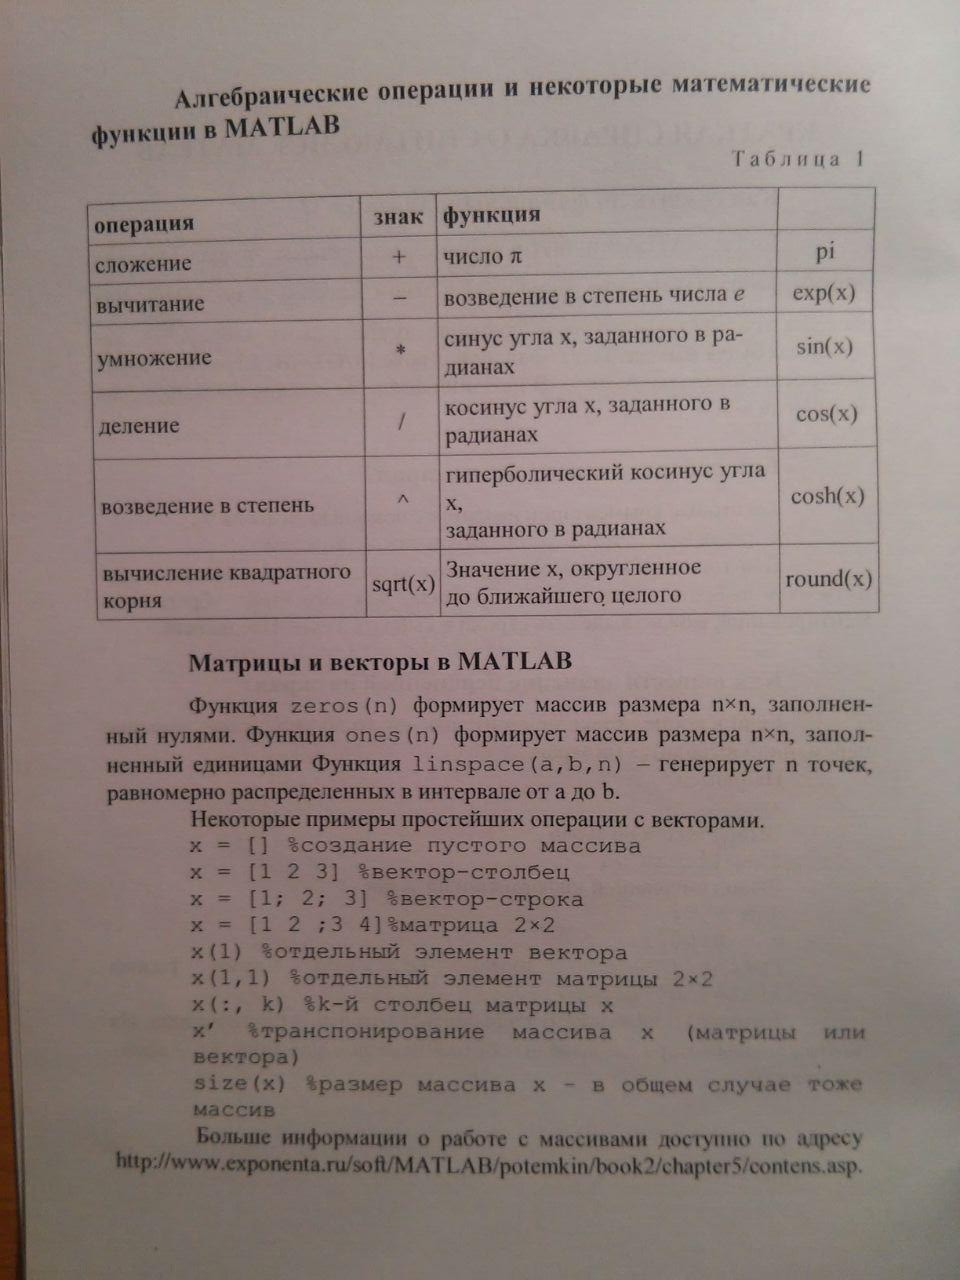 Алгебраические операции и некоторые математические
функции в MATLAB
Таблица 1
операция знак функция
сложение + число π pi
вычитание − возведение в степень числа e exp(x)
умножение * синус угла x, заданного в ра-
дианах sin(x)
деление / косинус угла x, заданного в
радианах cos(x)
возведение в степень ^ гиперболический косинус угла
x,
заданного в радианах cosh(x)
вычисление квадратного
корня sqrt(x) Значение x, округленное
до ближайшего целого round(x)
Матрицы и векторы в MATLAB
Функция zeros(n) формирует массив размера n×n, заполнен-
ный нулями. Функция ones(n) формирует массив размера n×n, запол-
ненный единицами Функция linspace(a,b,n) – генерирует n точек,
равномерно распределенных в интервале от a до b.
Некоторые примеры простейших операции с векторами.
x = [] %создание пустого массива
x = [1 2 3] %вектор-столбец
x = [1; 2; 3] %вектор-строка
x = [1 2 ;3 4]%матрица 2×2
x(1) %отдельный элемент вектора
x(1,1) %отдельный элемент матрицы 2×2
x(:, k) %k-й столбец матрицы x
x’ %транспонирование массива x (матрицы или
вектора)
size(x) %размер массива x – в общем случае тоже
массив
Больше информации о работе с массивами доступно по адресу
http://www.exponenta.ru/soft/MATLAB/potemkin/book2/chapter5/contens.asp.